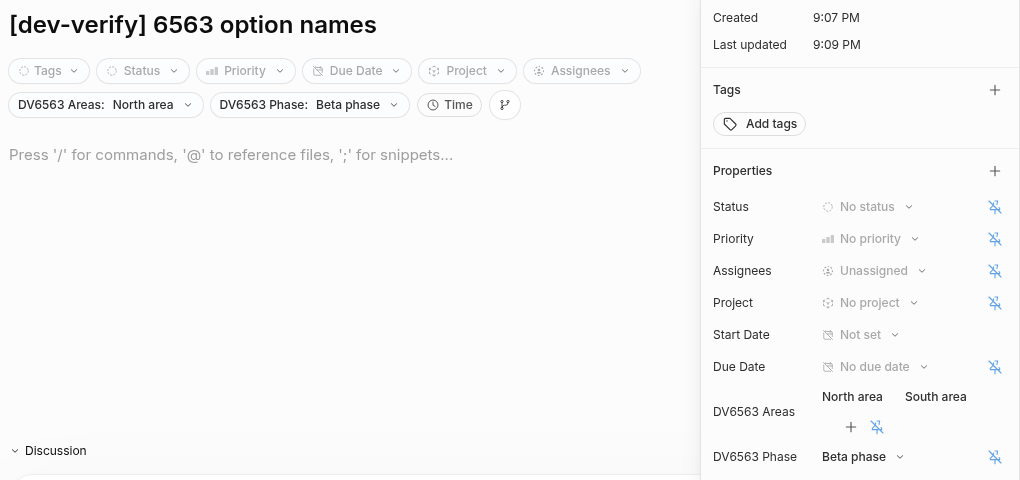 [dev-verify] 6563 option names
Tags Status Priority Due Date Project Assignees
DV6563 Areas: North area DV6563 Phase: Beta phase Time
Press '/' for commands, '@' to reference files, ';' for snippets...
Discussion
Created 9:07 PM
Last updated 9:09 PM
Tags
Add tags
Properties
Status No status
Priority No priority
Assignees Unassigned
Project No project
Start Date Not set
Due Date No due date
DV6563 Areas North area South area
DV6563 Phase Beta phase